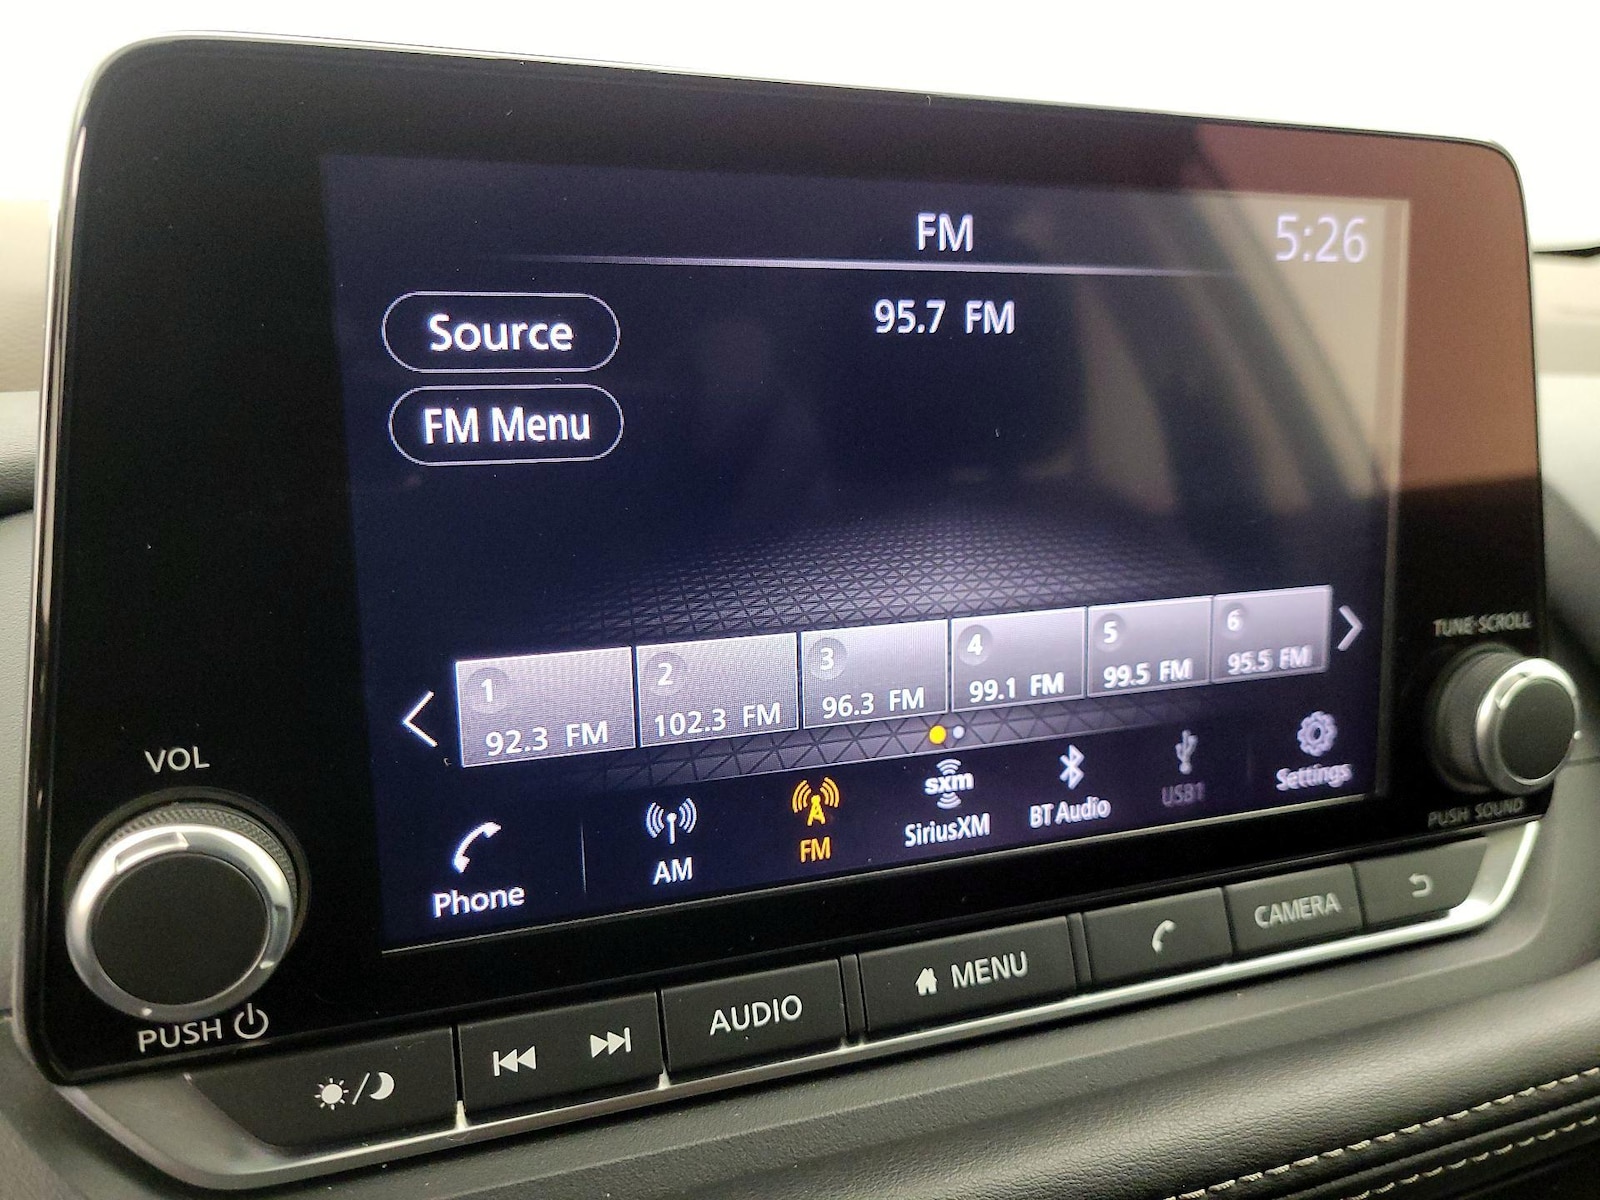 FM
5:26
95.7 FM
Source
FM Menu
1
92.3 FM
2
102.3 FM
3
96.3 FM
4
99.1 FM
5
99.5 FM
6
95.5 FM
Phone
AM
FM
sxm
SiriusXM
BT Audio
USB1
Settings
VOL
PUSH
TUNE·SCROLL
PUSH SOUND
AUDIO
MENU
CAMERA